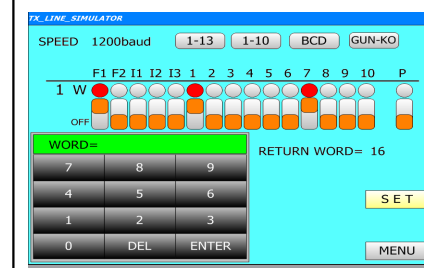 TX_LINE_SIMULATOR
SPEED 1200baud 1-13 1-10 BCD GUN-KO
F1 F2 I1 I2 I3 1 2 3 4 5 6 7 8 9 10 P
1 W
OFF
WORD=
RETURN WORD= 16
7 8 9
4 5 6
SET
1 2 3
0 DEL ENTER
MENU